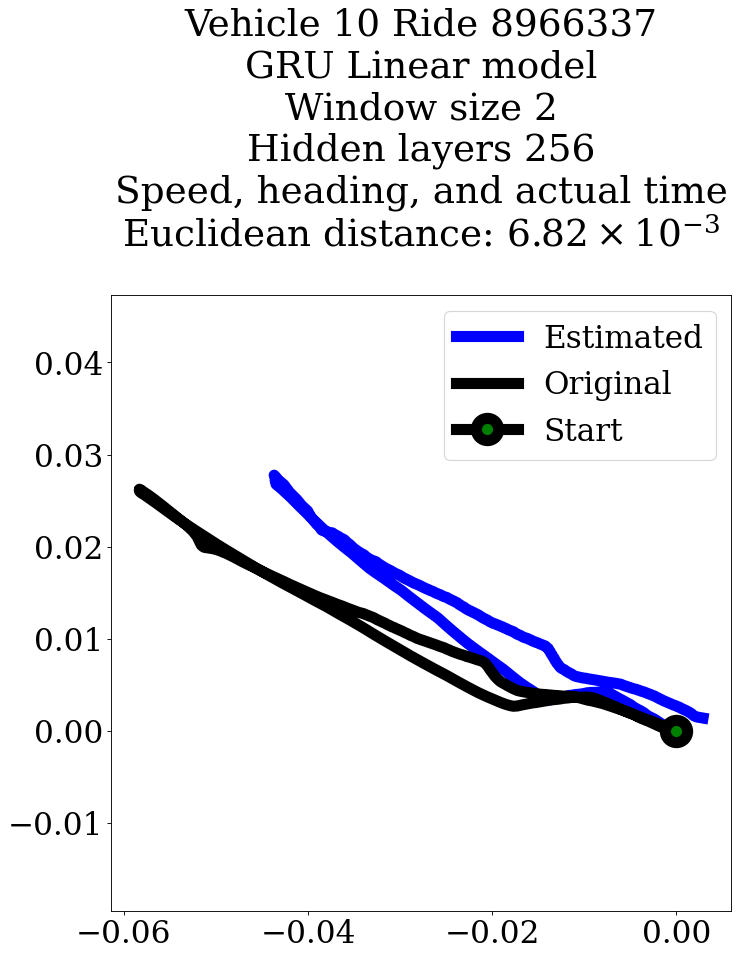 Vehicle 10 Ride 8966337
GRU Linear model
Window size 2
Hidden layers 256
Speed, heading, and actual time
Euclidean distance: 6.82 × 10⁻³
Estimated
Original
Start
0.04
0.03
0.02
0.01
0.00
−0.01
−0.06 −0.04 −0.02 0.00